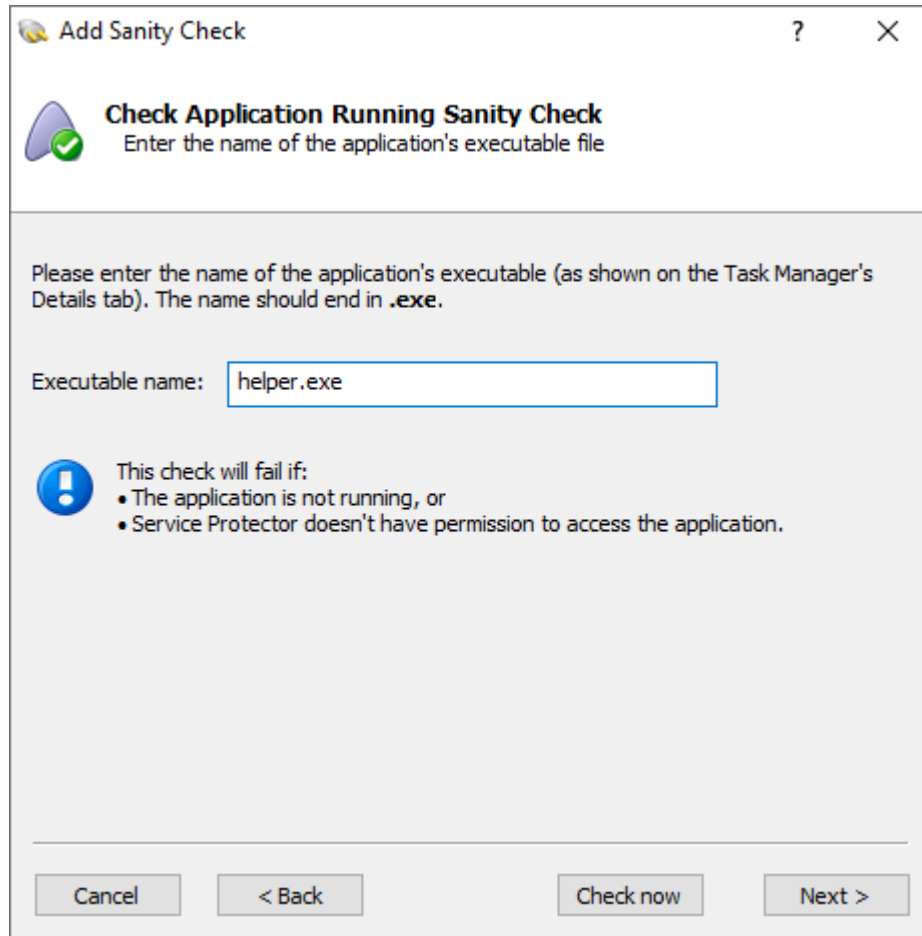 Add Sanity Check
?
Check Application Running Sanity Check
Enter the name of the application's executable file
Please enter the name of the application's executable (as shown on the Task Manager's
Details tab). The name should end in .exe.
Executable name: helper.exe
This check will fail if:
• The application is not running, or
• Service Protector doesn't have permission to access the application.
Cancel < Back Check now Next >